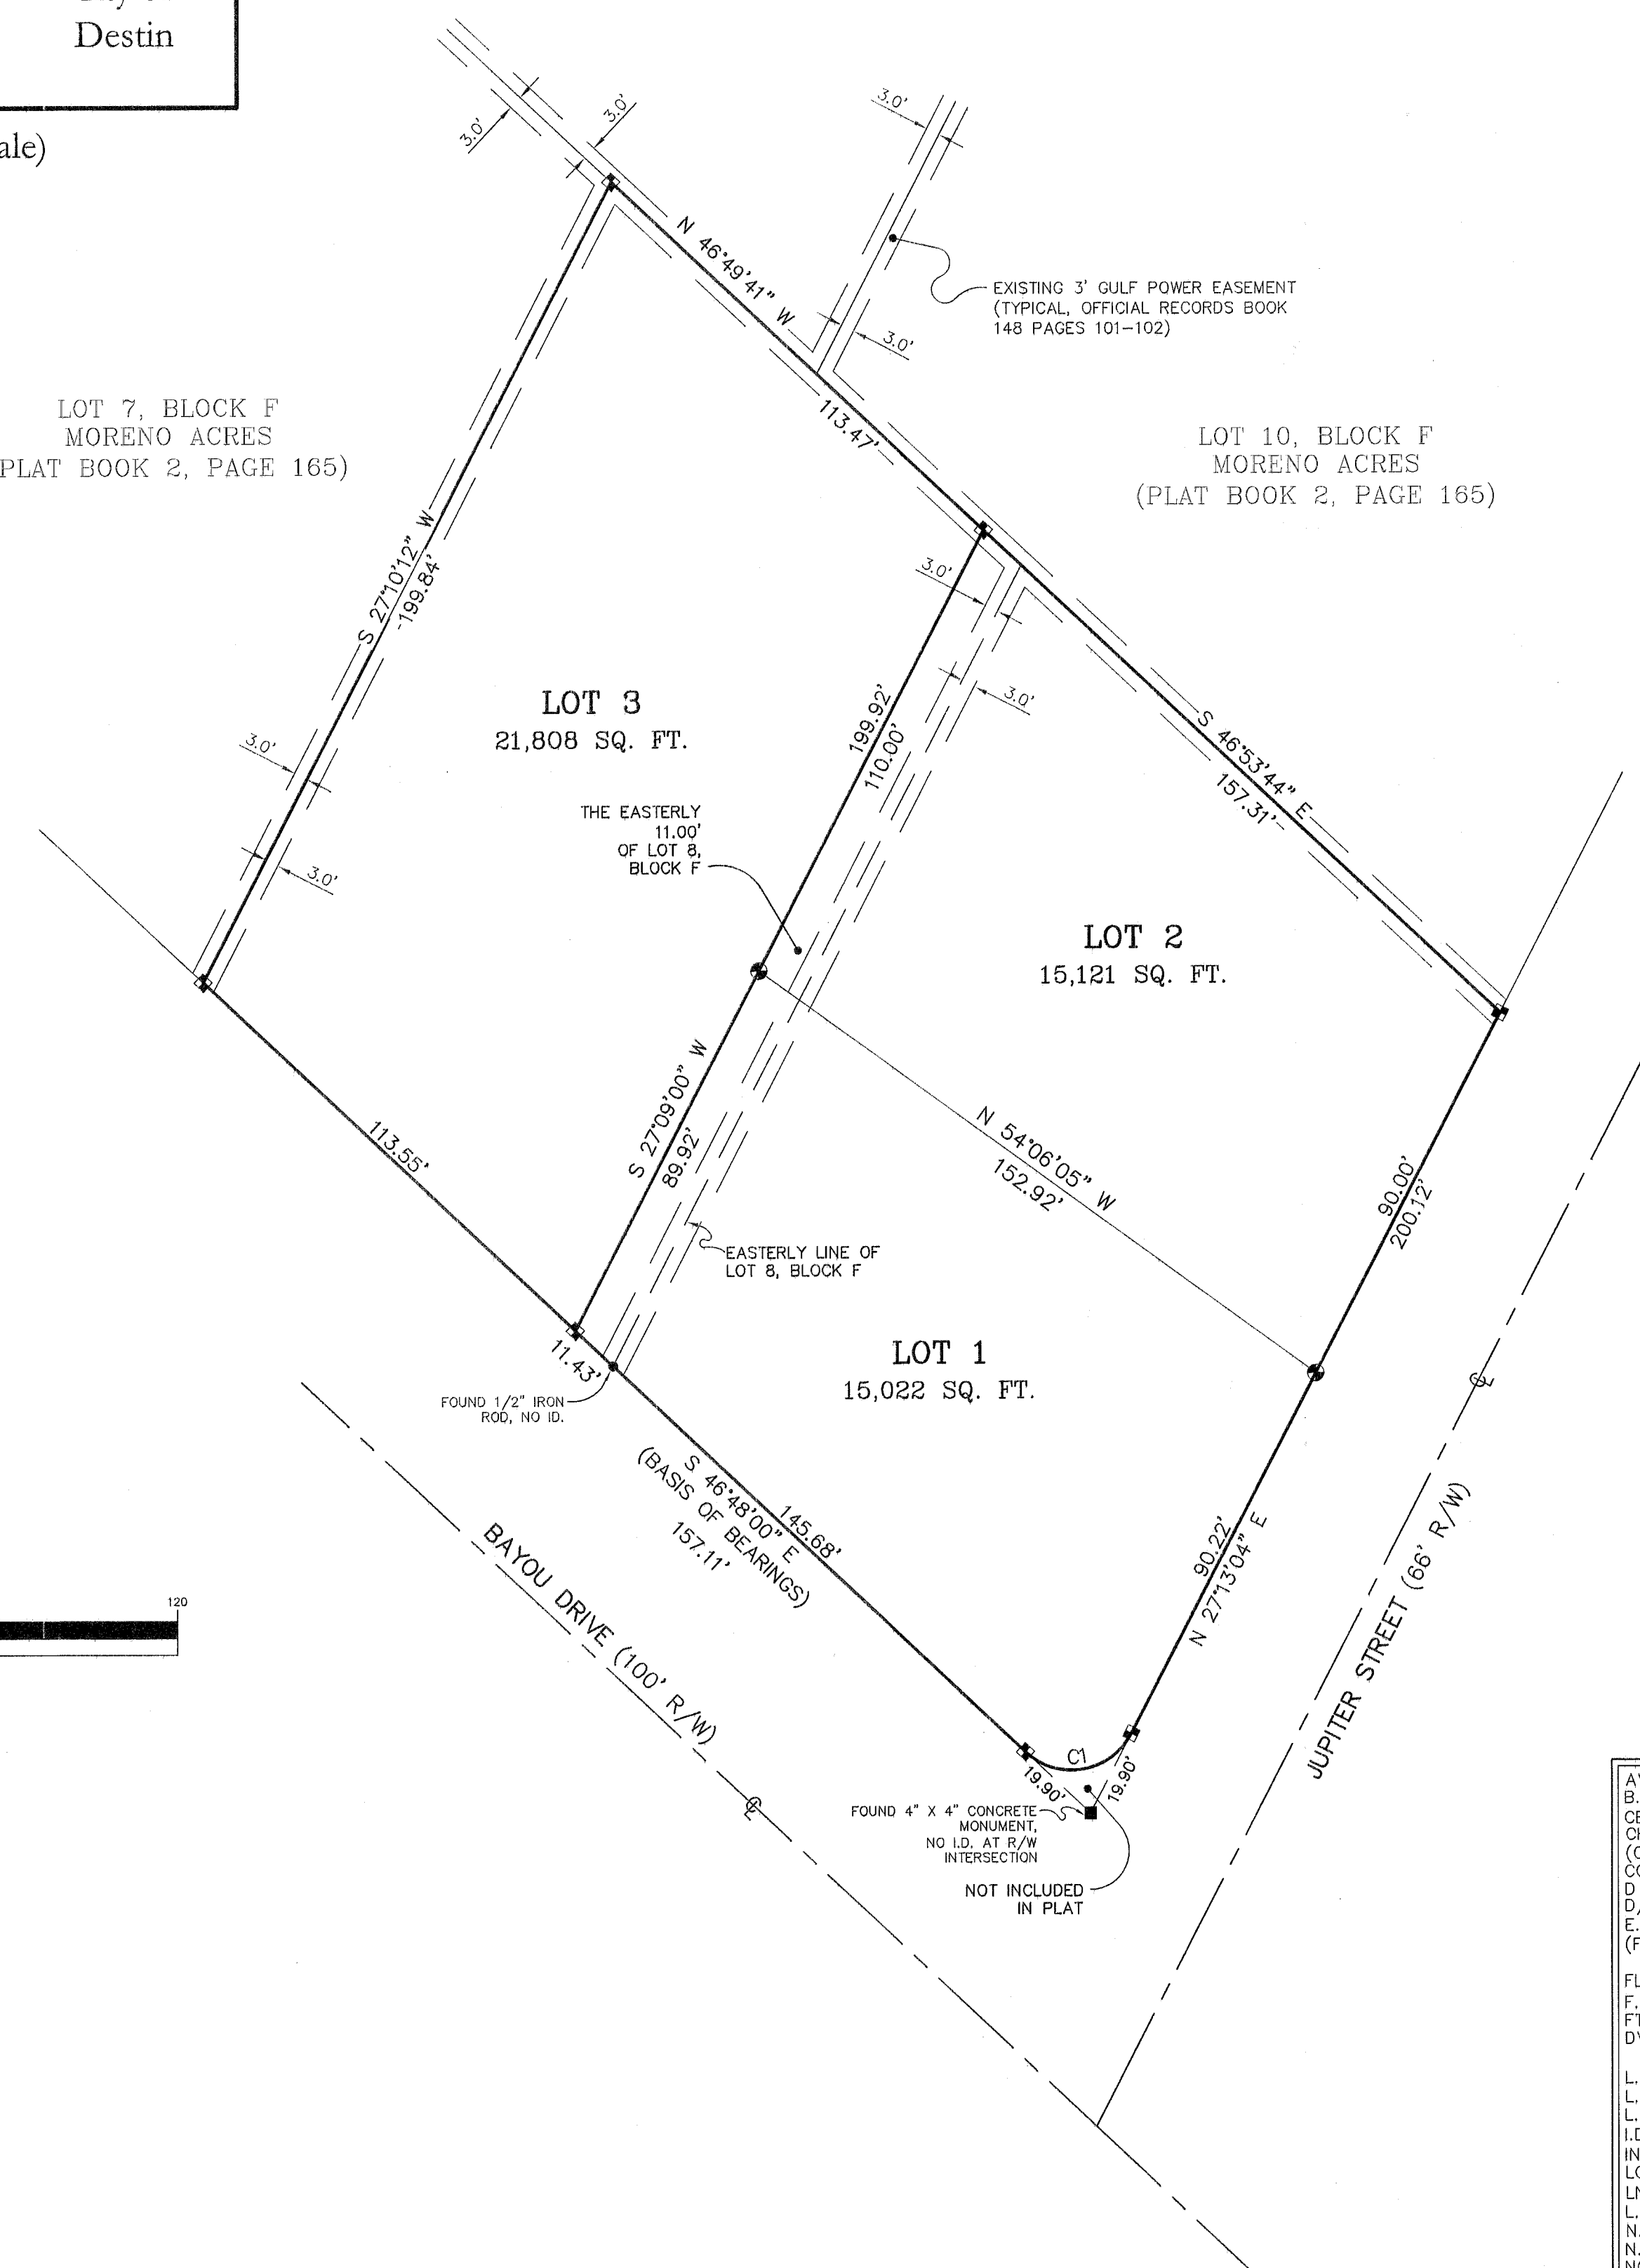 Destin
ale)
3.0'
3.0'
3.0'
N 46°49'41" W
113.47'
EXISTING 3' GULF POWER EASEMENT
(TYPICAL, OFFICIAL RECORDS BOOK
148 PAGES 101-102)
3.0'
LOT 7, BLOCK F
MORENO ACRES
PLAT BOOK 2, PAGE 165)
LOT 10, BLOCK F
MORENO ACRES
(PLAT BOOK 2, PAGE 165)
S 27°10'12" W
199.84'
3.0'
3.0'
LOT 3
21,808 SQ. FT.
199.92'
110.00'
S 46°53'44" E
157.31'
3.0'
3.0'
THE EASTERLY
11.00'
OF LOT 8,
BLOCK F
LOT 2
15,121 SQ. FT.
S 27°09'00" W
89.92'
N 54°06'05" W
152.92'
113.55'
90.00'
200.12'
EASTERLY LINE OF
LOT 8, BLOCK F
LOT 1
15,022 SQ. FT.
11.43'
FOUND 1/2" IRON
ROD, NO ID.
℄
145.68'
S 46°48'00" E
(BASIS OF BEARINGS)
157.11'
90.22'
N 27°13'04" E
JUPITER STREET (66' R/W)
BAYOU DRIVE (100' R/W)
120
C1
19.90'
19.90'
℄
FOUND 4" X 4" CONCRETE
MONUMENT,
NO I.D. AT R/W
INTERSECTION
NOT INCLUDED
IN PLAT
B.
(C
D
D/
E.
(F
FL
F.
FT
L.
L.
L.
I.D
IN
LO
L.
N.
N.